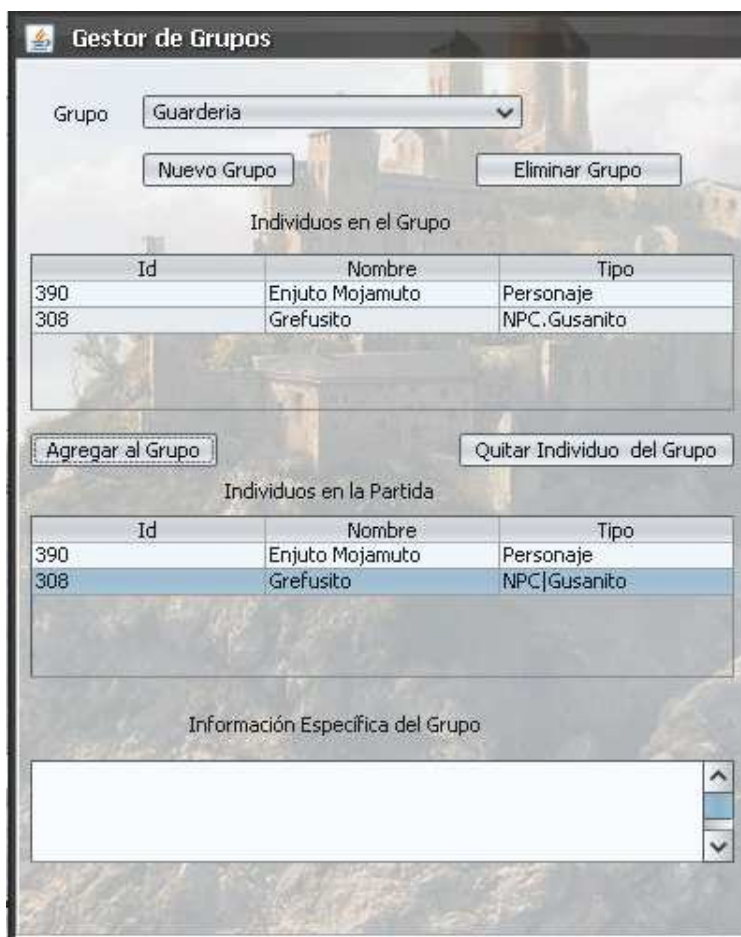 Gestor de Grupos
Grupo Guarderia
Nuevo Grupo Eliminar Grupo
Individuos en el Grupo
Id Nombre Tipo
390 Enjuto Mojamuto Personaje
308 Grefusito NPC.Gusanito
Agregar al Grupo Quitar Individuo del Grupo
Individuos en la Partida
Id Nombre Tipo
390 Enjuto Mojamuto Personaje
308 Grefusito NPC|Gusanito
Información Específica del Grupo